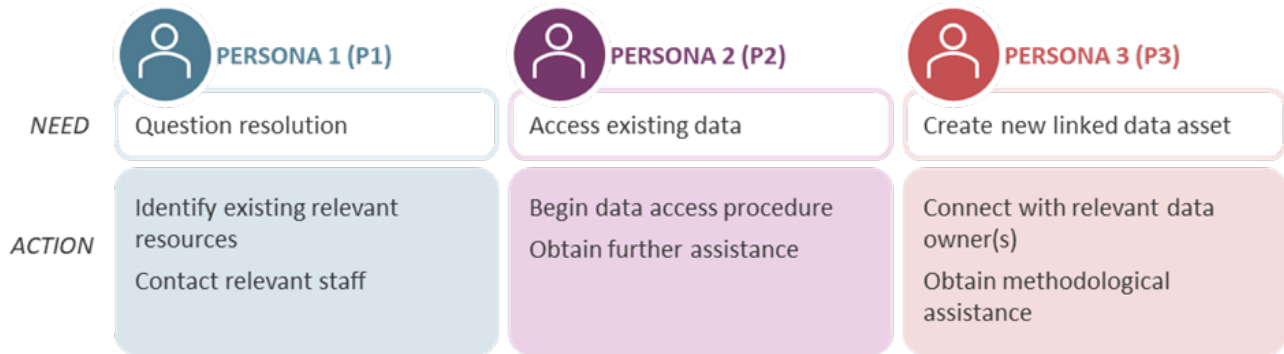 PERSONA 1 (P1)
PERSONA 2 (P2)
PERSONA 3 (P3)
NEED
Question resolution
Access existing data
Create new linked data asset
ACTION
Identify existing relevant
resources
Contact relevant staff
Begin data access procedure
Obtain further assistance
Connect with relevant data
owner(s)
Obtain methodological
assistance